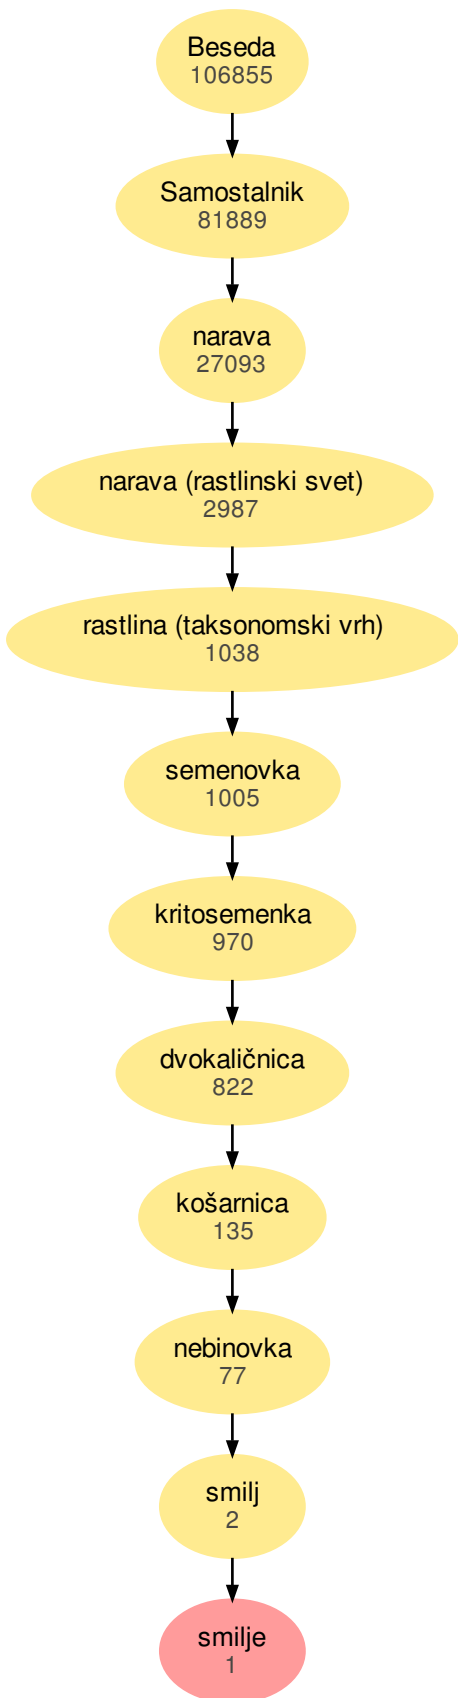 Beseda
106855
Samostalnik
81889
narava
27093
narava (rastlinski svet)
2987
rastlina (taksonomski vrh)
1038
semenovka
1005
kritosemenka
970
dvokaličnica
822
košarnica
135
nebinovka
77
smilj
2
smilje
1